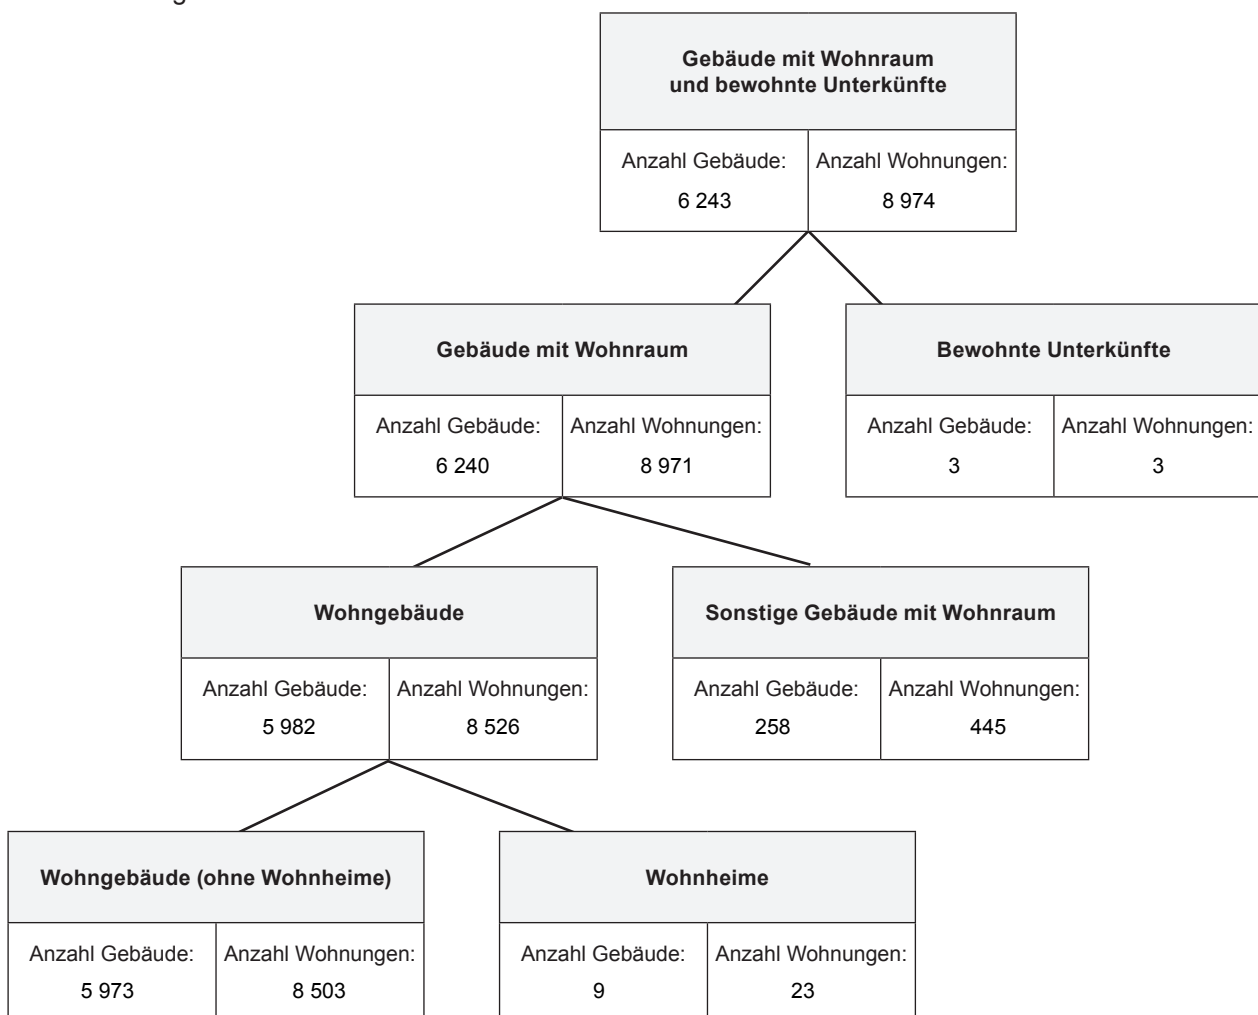 Gebäude mit Wohnraum
und bewohnte Unterkünfte
Anzahl Gebäude: Anzahl Wohnungen:
6 243 8 974
Gebäude mit Wohnraum Bewohnte Unterkünfte
Anzahl Gebäude: Anzahl Wohnungen: Anzahl Gebäude: Anzahl Wohnungen:
6 240 8 971 3 3
Wohngebäude Sonstige Gebäude mit Wohnraum
Anzahl Gebäude: Anzahl Wohnungen: Anzahl Gebäude: Anzahl Wohnungen:
5 982 8 526 258 445
Wohngebäude (ohne Wohnheime) Wohnheime
Anzahl Gebäude: Anzahl Wohnungen: Anzahl Gebäude: Anzahl Wohnungen:
5 973 8 503 9 23